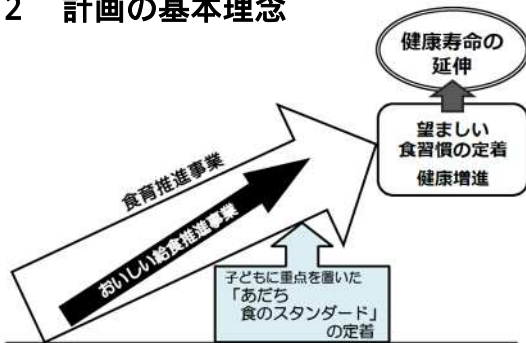 2 計画の基本理念
健康寿命の
延伸
望ましい
食習慣の定着
健康増進
食育推進事業
おいしい給食推進事業
子どもに重点を置いた
「あだち
食のスタンダード」
の定着